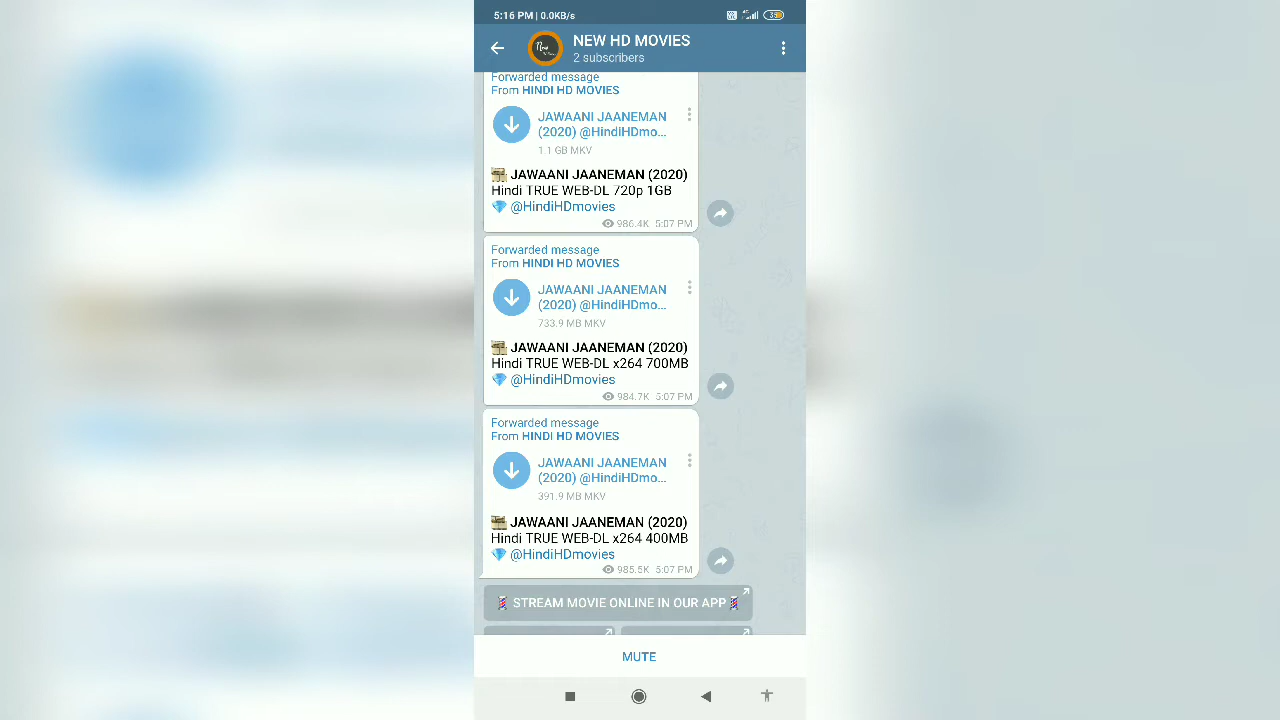 5:16 PM | 0.0KB/s
35
NEW HD MOVIES
2 subscribers
Forwarded message
From HINDI HD MOVIES
JAWAANI JAANEMAN
(2020) @HindiHDmo...
1.1 GB MKV
JAWAANI JAANEMAN (2020)
Hindi TRUE WEB-DL 720p 1GB
@HindiHDmovies
986.4K 5:07 PM
Forwarded message
From HINDI HD MOVIES
JAWAANI JAANEMAN
(2020) @HindiHDmo...
733.9 MB MKV
JAWAANI JAANEMAN (2020)
Hindi TRUE WEB-DL x264 700MB
@HindiHDmovies
984.7K 5:07 PM
Forwarded message
From HINDI HD MOVIES
JAWAANI JAANEMAN
(2020) @HindiHDmo...
391.9 MB MKV
JAWAANI JAANEMAN (2020)
Hindi TRUE WEB-DL x264 400MB
@HindiHDmovies
985.5K 5:07 PM
STREAM MOVIE ONLINE IN OUR APP
MUTE